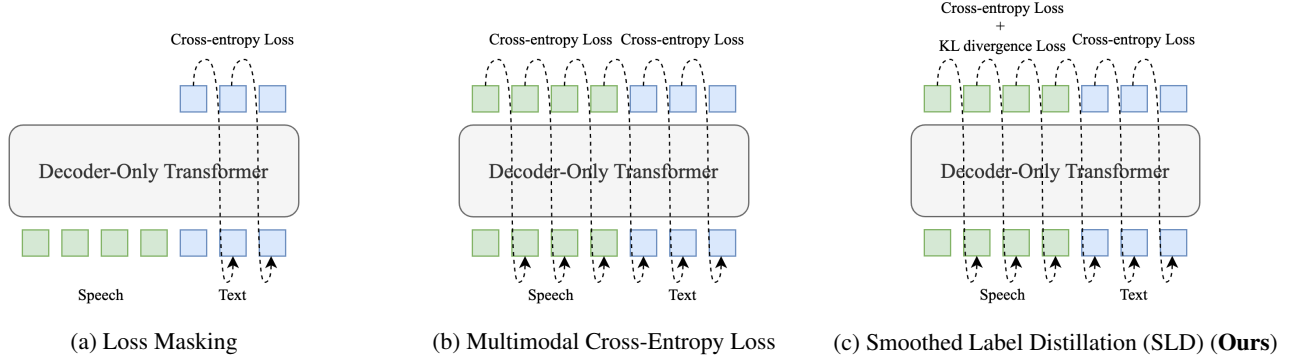 Cross-entropy Loss
Decoder-Only Transformer
Speech
Text
(a) Loss Masking
Cross-entropy Loss
Cross-entropy Loss
Decoder-Only Transformer
Speech
Text
(b) Multimodal Cross-Entropy Loss
Cross-entropy Loss
+
KL divergence Loss
Cross-entropy Loss
Decoder-Only Transformer
Speech
Text
(c) Smoothed Label Distillation (SLD) (Ours)